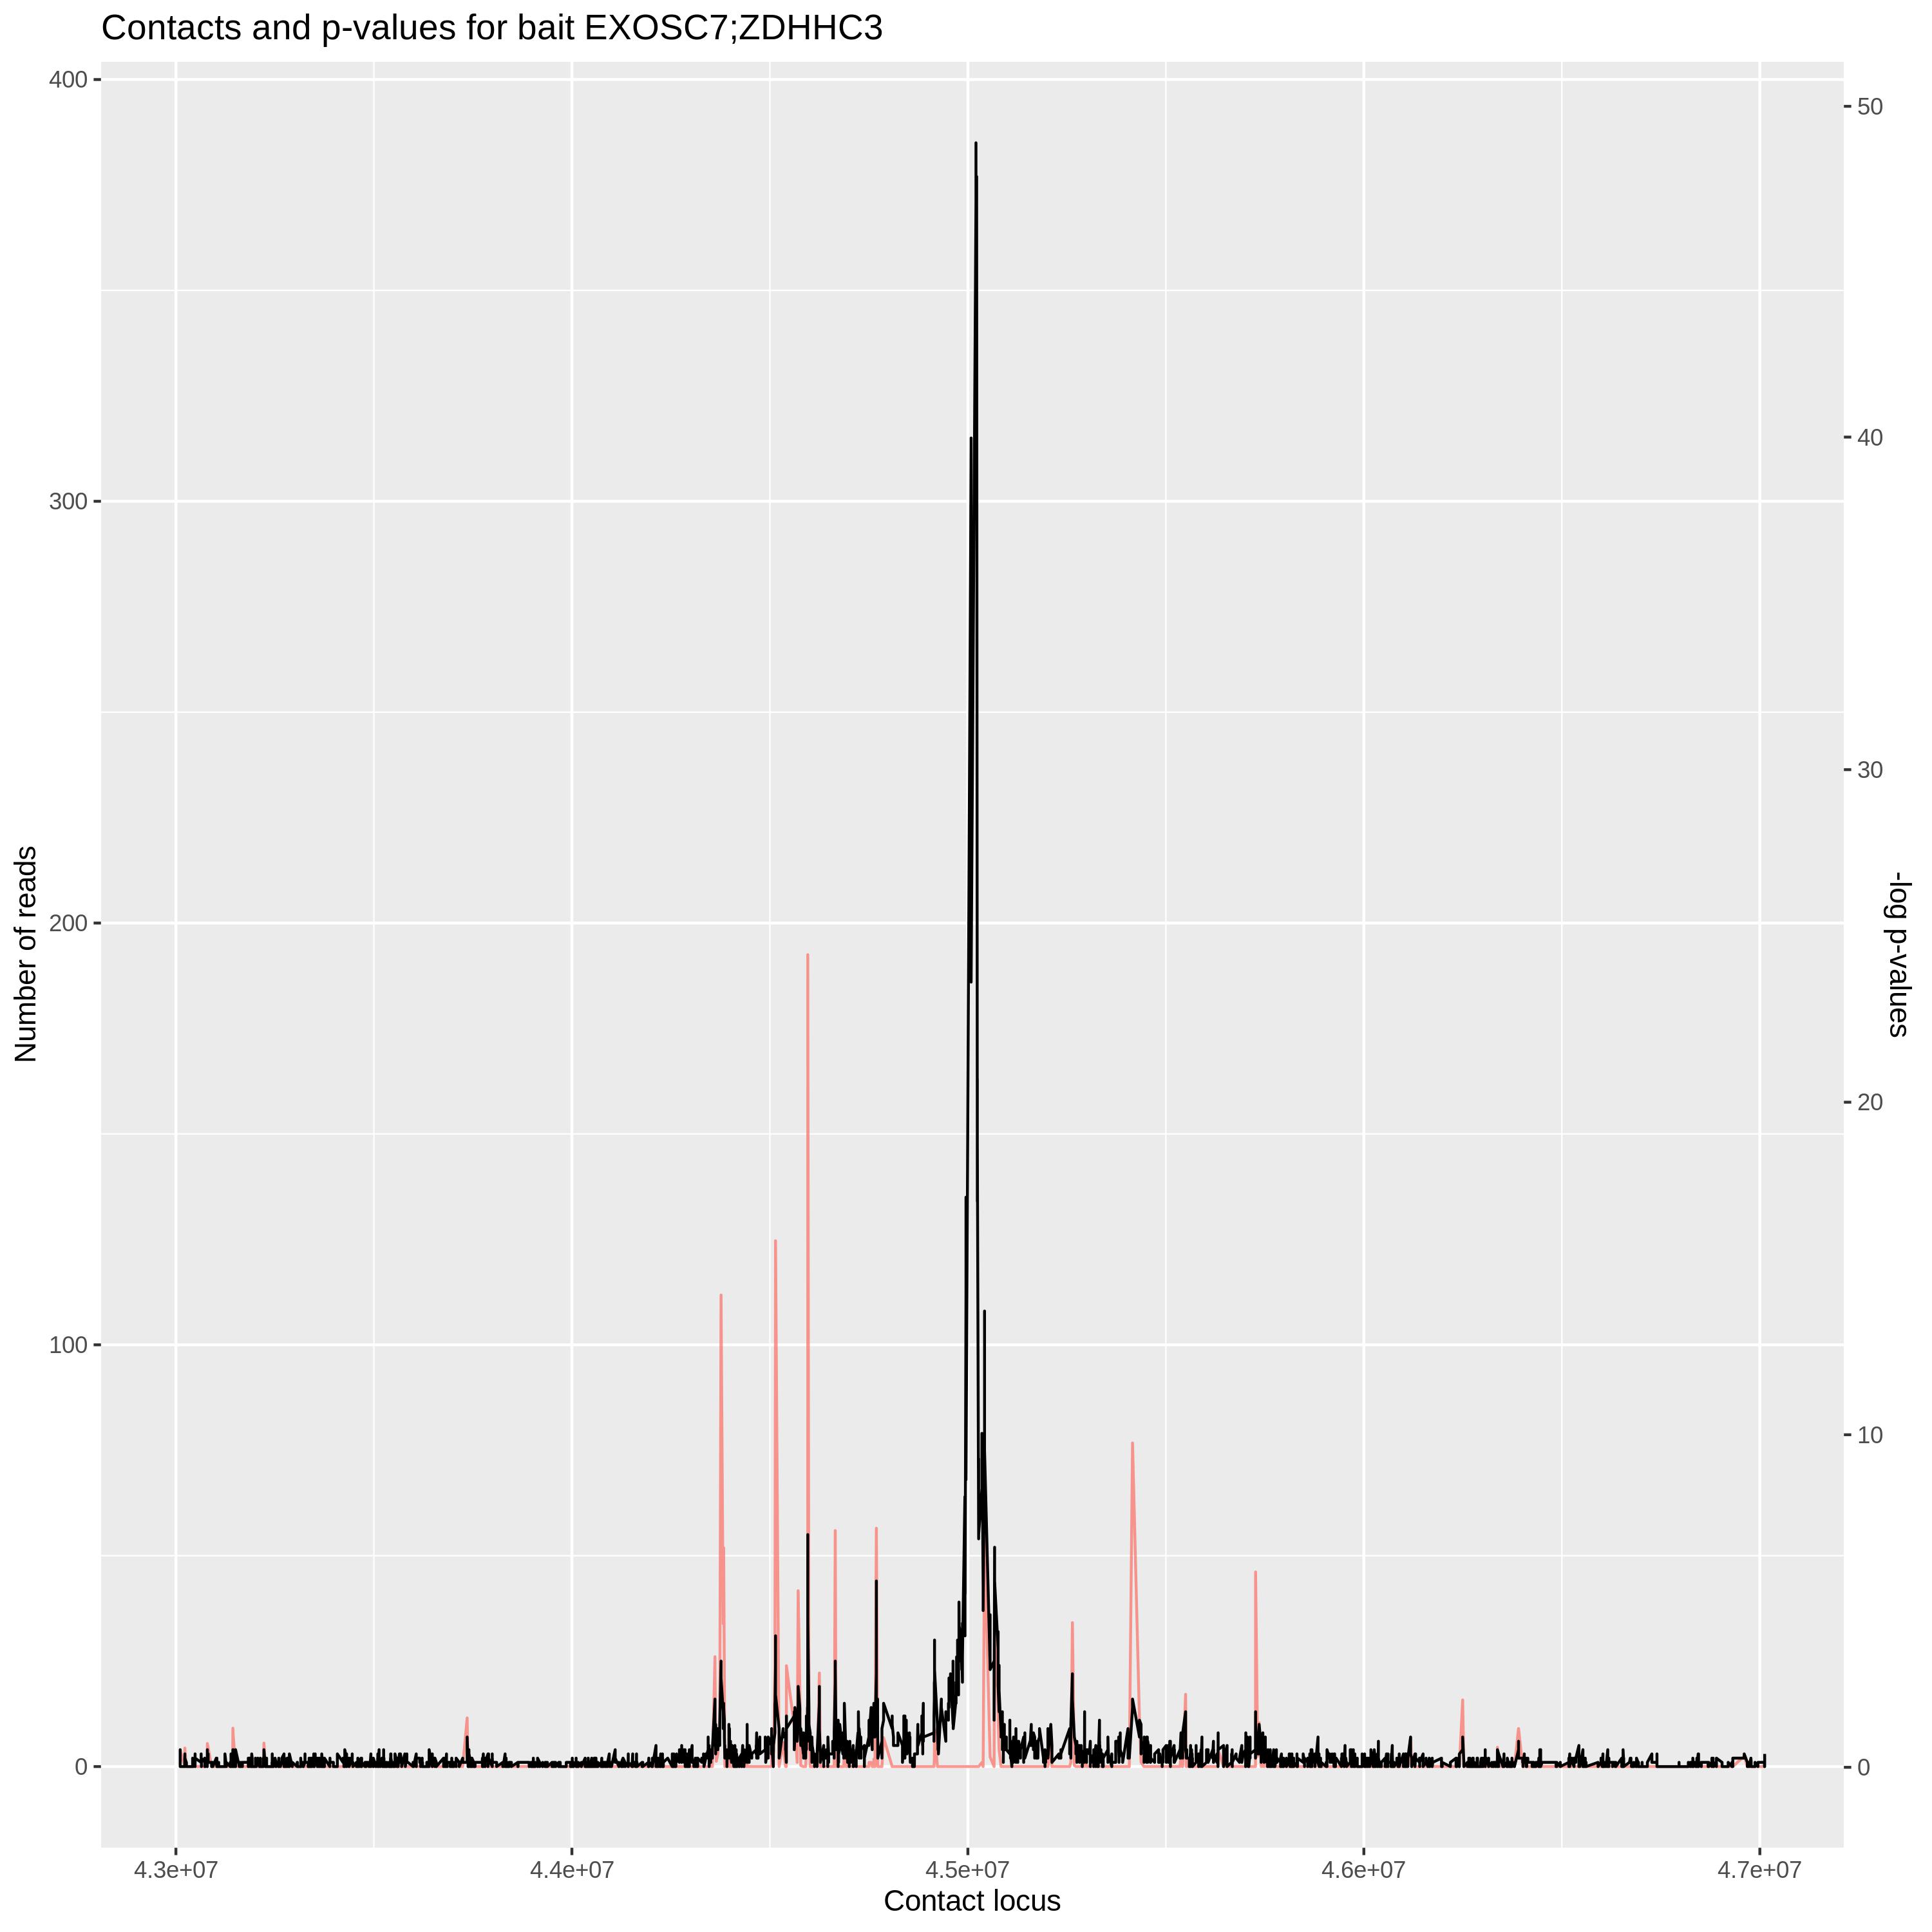 Contacts and p-values for bait EXOSC7;ZDHHC3
400
300
200
100
0
Number of reads
50
40
30
20
10
0
-log p-values
4.3e+07 4.4e+07 4.5e+07 4.6e+07 4.7e+07
Contact locus